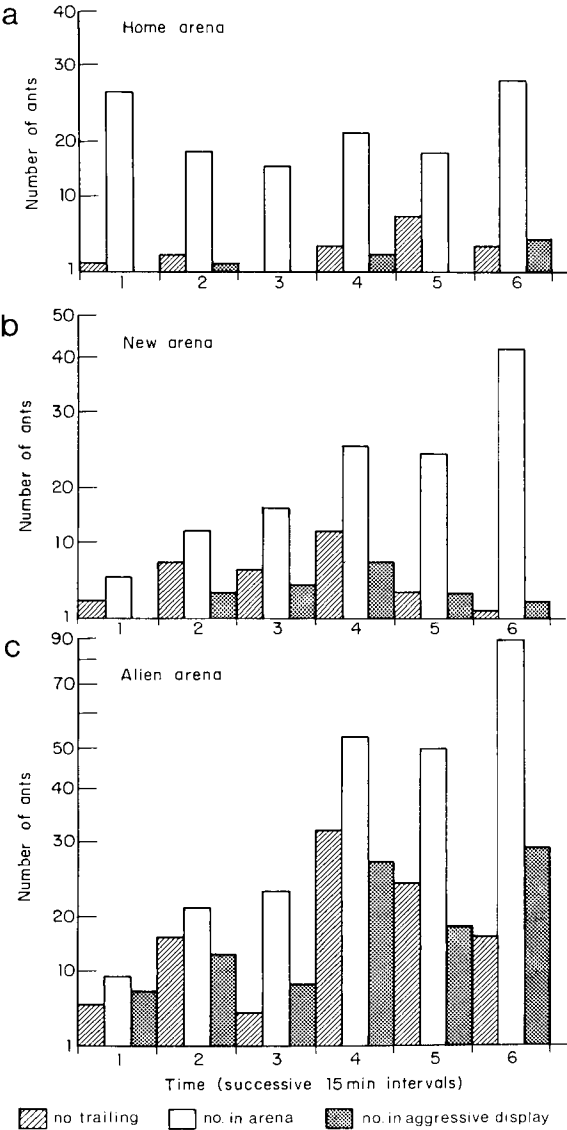 a
Home arena
40
30
20
10
1
Number of ants
1 2 3 4 5 6
b
New arena
50
40
30
20
10
1
Number of ants
1 2 3 4 5 6
c
Alien arena
90
70
50
40
30
20
10
1
Number of ants
1 2 3 4 5 6
Time (successive 15 min intervals)
no trailing no. in arena no. in aggressive display